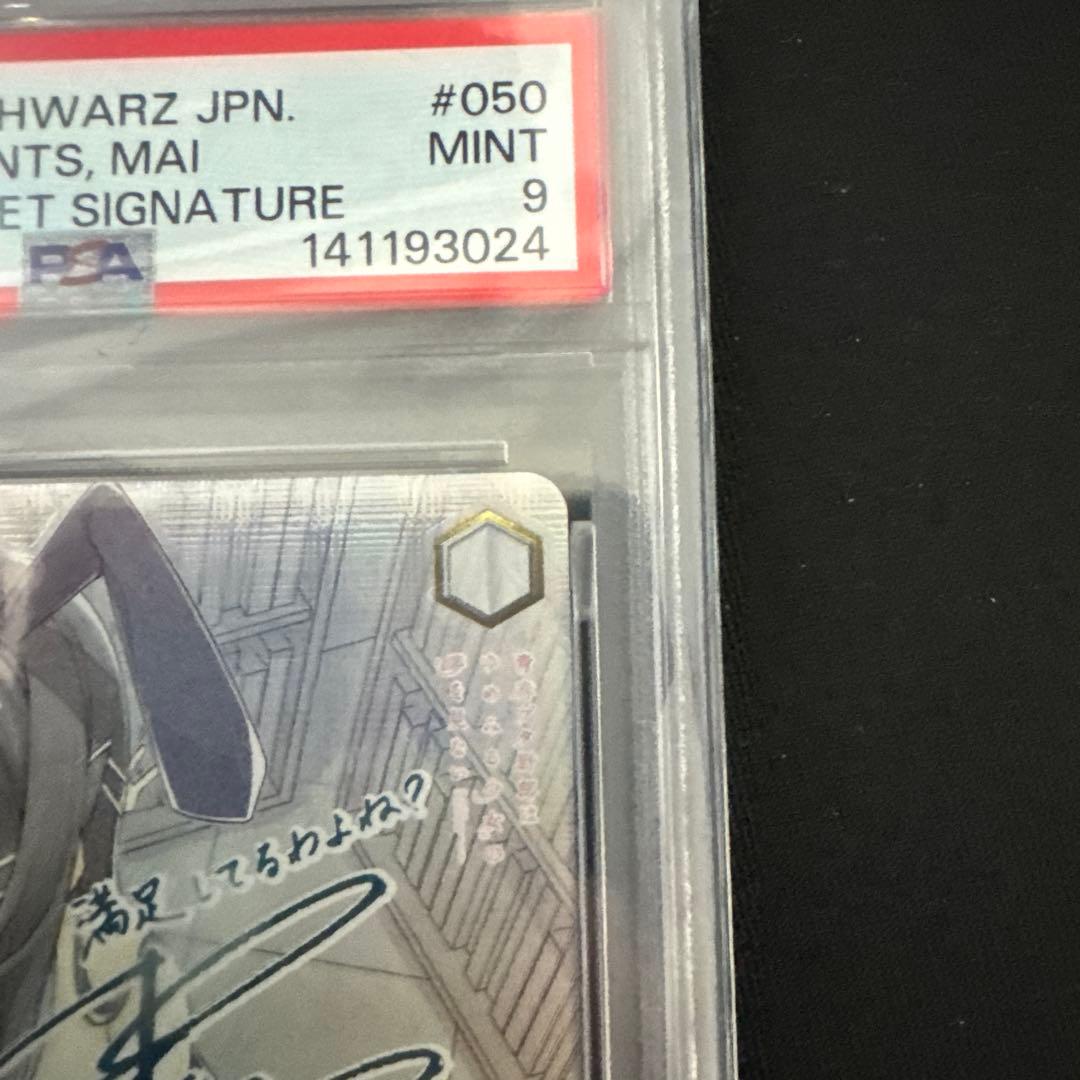 HWARZ JPN. #050
NTS, MAI MINT
ET SIGNATURE 9
PSA 141193024
満足してるわよね?